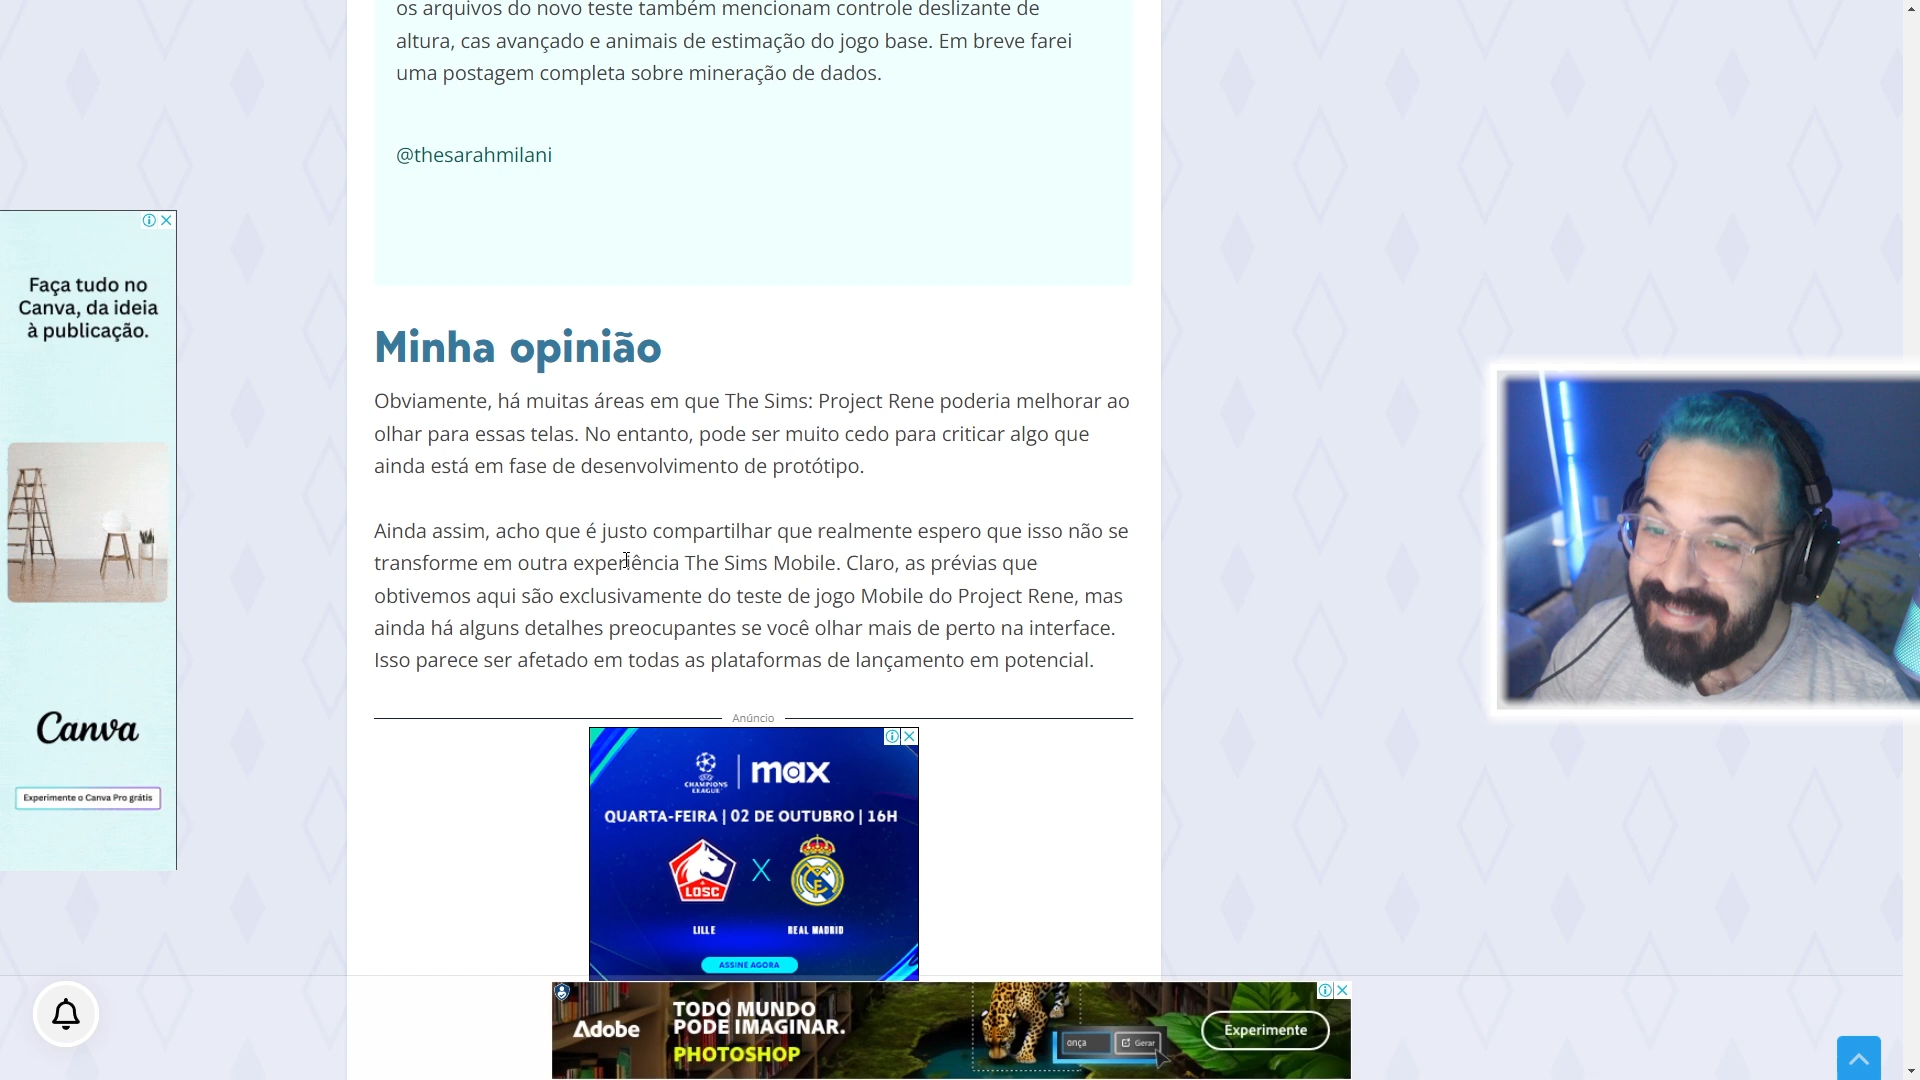 os arquivos do novo teste também mencionam controle deslizante de
altura, cas avançado e animais de estimação do jogo base. Em breve farei
uma postagem completa sobre mineração de dados.
@thesarahmilani
Faça tudo no
Canva, da ideia
à publicação.
Canva
Experimente o Canva Pro grátis
Minha opinião
Obviamente, há muitas áreas em que The Sims: Project Rene poderia melhorar ao
olhar para essas telas. No entanto, pode ser muito cedo para criticar algo que
ainda está em fase de desenvolvimento de protótipo.
Ainda assim, acho que é justo compartilhar que realmente espero que isso não se
transforme em outra experiência The Sims Mobile. Claro, as prévias que
obtivemos aqui são exclusivamente do teste de jogo Mobile do Project Rene, mas
ainda há alguns detalhes preocupantes se você olhar mais de perto na interface.
Isso parece ser afetado em todas as plataformas de lançamento em potencial.
Anúncio
CHAMPIONS LEAGUE | max
QUARTA-FEIRA | 02 DE OUTUBRO | 16H
LOSC X
LILLE REAL MADRID
ASSINE AGORA
Adobe
TODO MUNDO
PODE IMAGINAR.
PHOTOSHOP
onça Gerar
Experimente